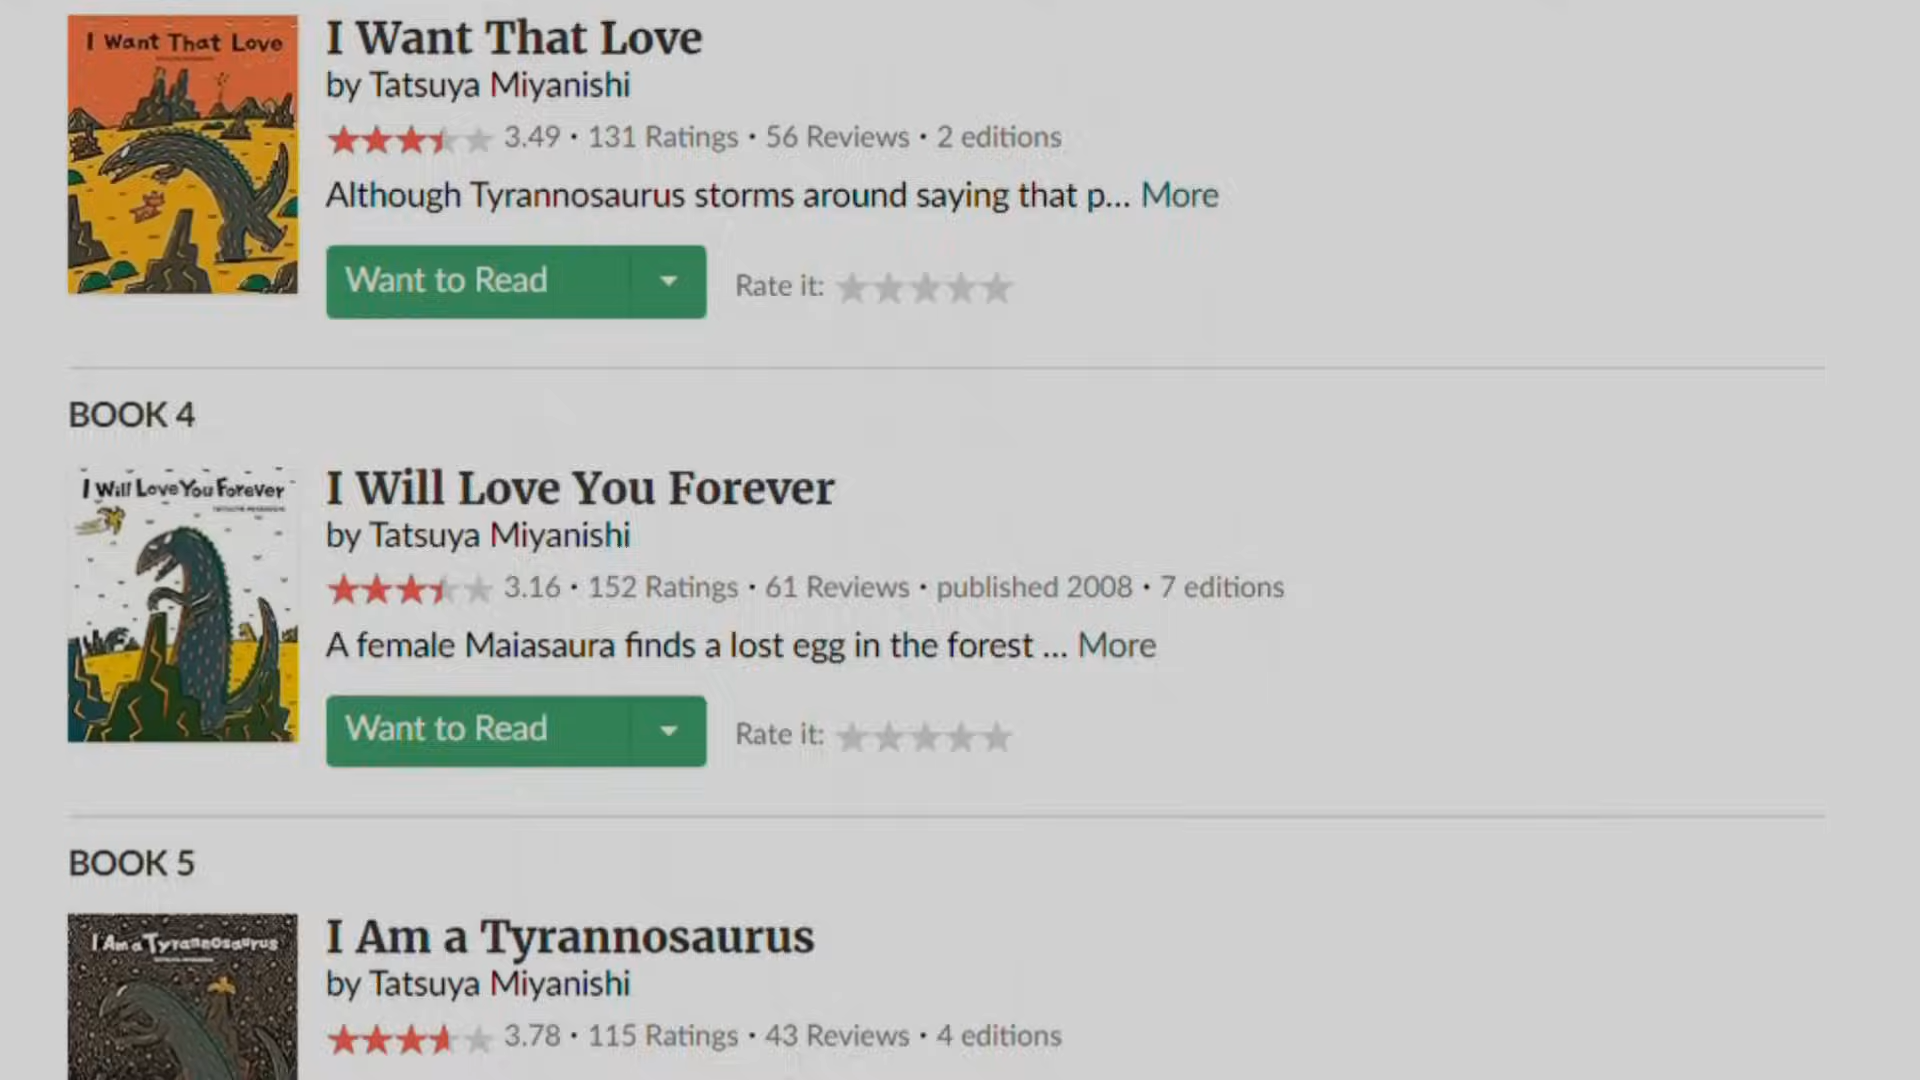 I Want That Love
I Want That Love
by Tatsuya Miyanishi
3.49 · 131 Ratings · 56 Reviews · 2 editions
Although Tyrannosaurus storms around saying that p... More
Want to Read
Rate it:
BOOK 4
I Will Love You Forever
I Will Love You Forever
by Tatsuya Miyanishi
3.16 · 152 Ratings · 61 Reviews · published 2008 · 7 editions
A female Maiasaura finds a lost egg in the forest ... More
Want to Read
Rate it:
BOOK 5
I Am a Tyrannosaurus
I Am a Tyrannosaurus
by Tatsuya Miyanishi
3.78 · 115 Ratings · 43 Reviews · 4 editions